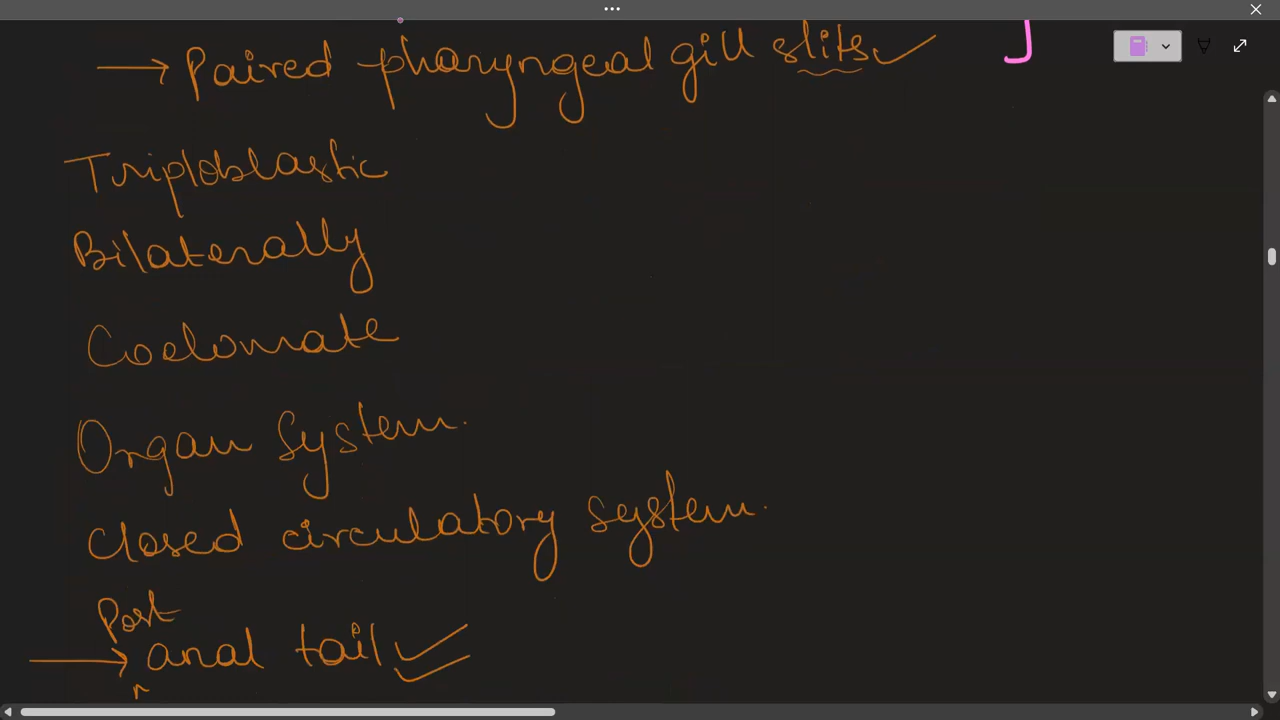 → Paired pharyngeal gill slits ✓
Triploblastic
Bilaterally
Coelomate
Organ System.
Closed circulatory system.
Post
→ anal tail ✓